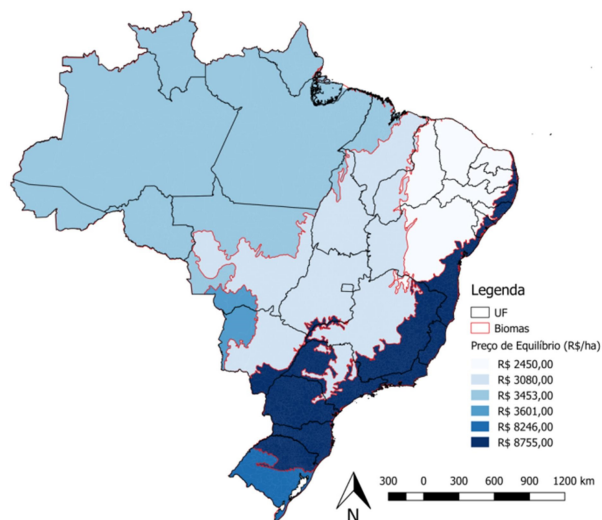 Legenda
UF
Biomas
Preço de Equilíbrio (R$/ha)
R$ 2450,00
R$ 3080,00
R$ 3453,00
R$ 3601,00
R$ 8246,00
R$ 8755,00
300 0 300 600 900 1200 km
N